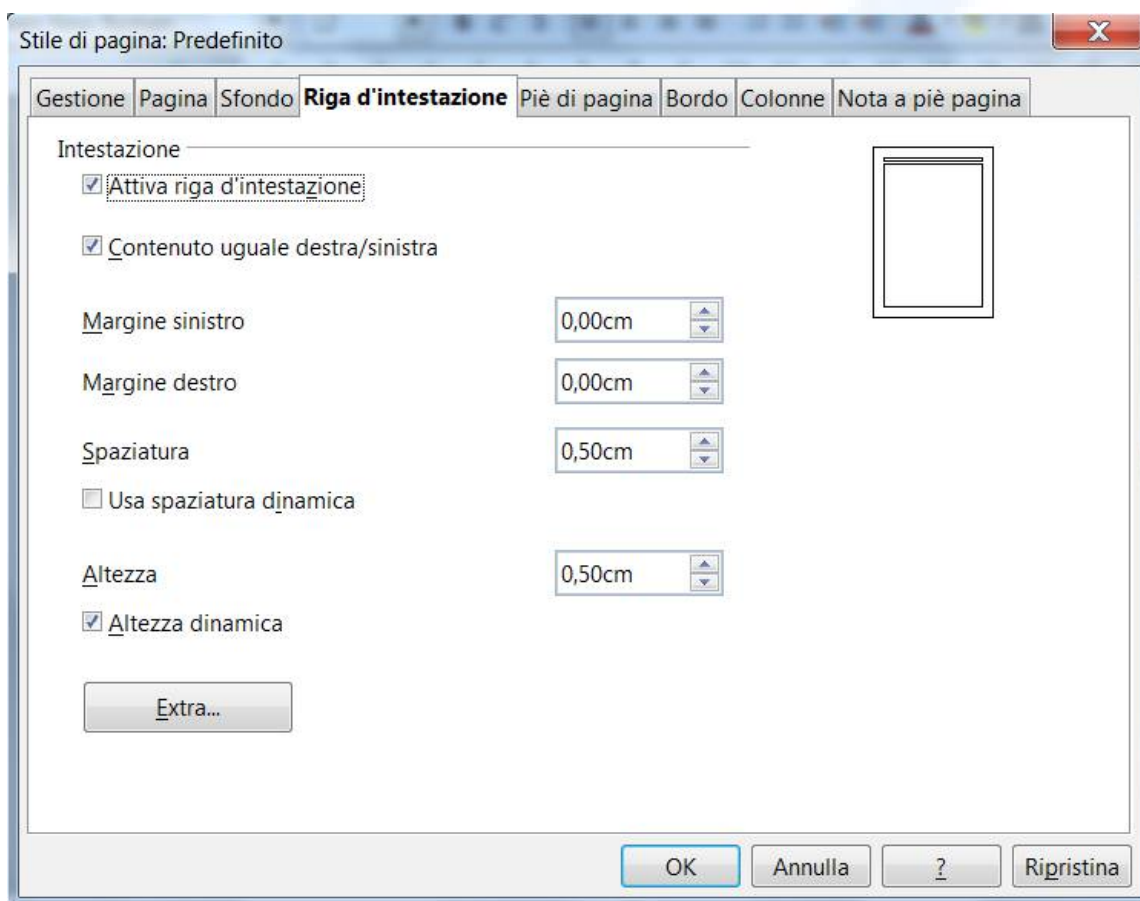 Stile di pagina: Predefinito
X
Gestione Pagina Sfondo Riga d'intestazione Piè di pagina Bordo Colonne Nota a piè pagina
Intestazione
Attiva riga d'intestazione
Contenuto uguale destra/sinistra
Margine sinistro 0,00cm
Margine destro 0,00cm
Spaziatura 0,50cm
Usa spaziatura dinamica
Altezza 0,50cm
Altezza dinamica
Extra...
OK Annulla ? Ripristina